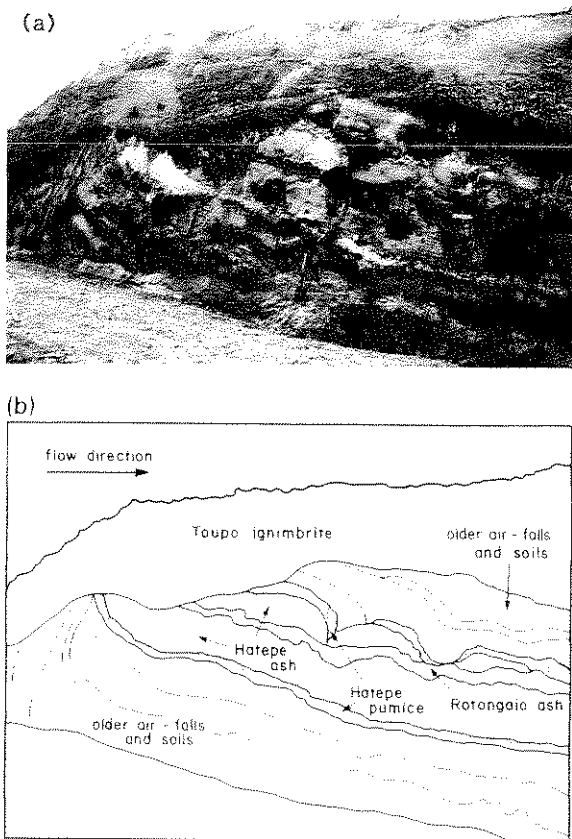 (a)
(b)
flow direction
Taupo ignimbrite
older air-falls
and soils
Hatepe
ash
Hatepe
pumice
Rotongaio ash
older air-falls
and soils